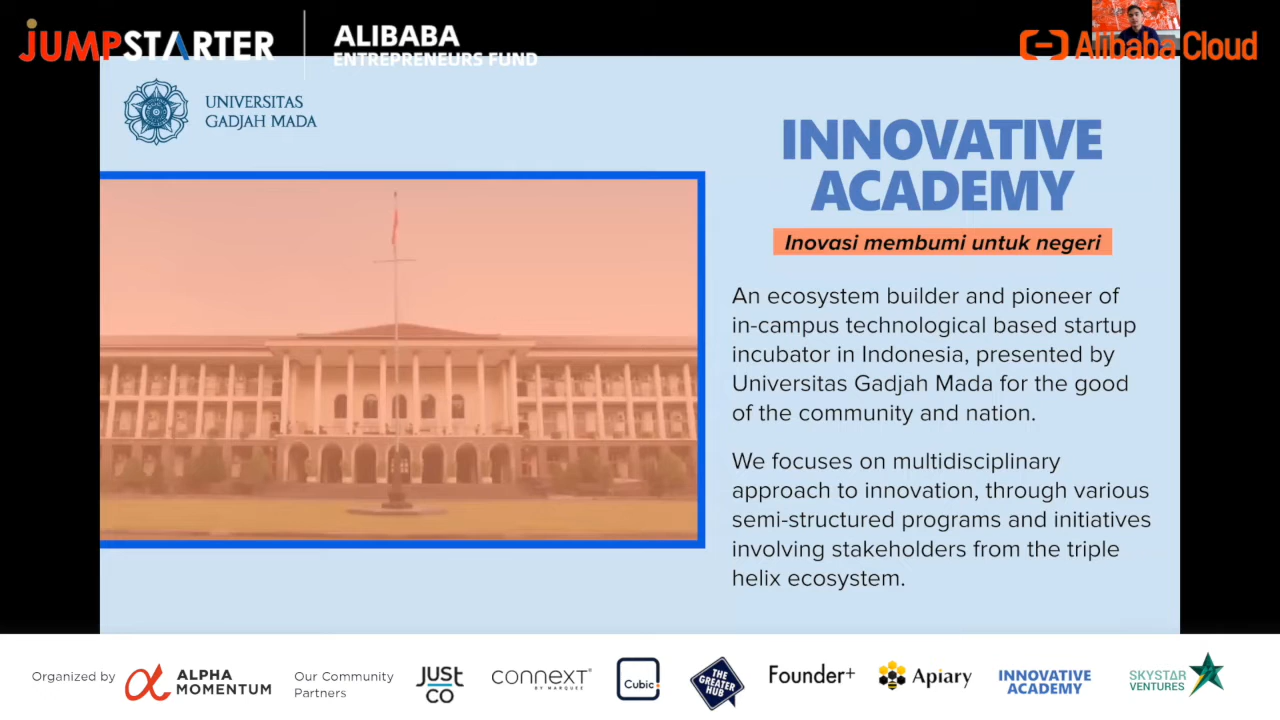 JUMPSTARTER
ALIBABA
ENTREPRENEURS FUND
Alibaba Cloud
UNIVERSITAS
GADJAH MADA
INNOVATIVE
ACADEMY
Inovasi membumi untuk negeri
An ecosystem builder and pioneer of
in-campus technological based startup
incubator in Indonesia, presented by
Universitas Gadjah Mada for the good
of the community and nation.
We focuses on multidisciplinary
approach to innovation, through various
semi-structured programs and initiatives
involving stakeholders from the triple
helix ecosystem.
Organized by
ALPHA
MOMENTUM
Our Community
Partners
JUSt
CO
CONNEXT
BY MARQUEE
Cubic
THE
GREATER
HUB
Founder+
Apiary
INNOVATIVE
ACADEMY
SKYSTAR
VENTURES